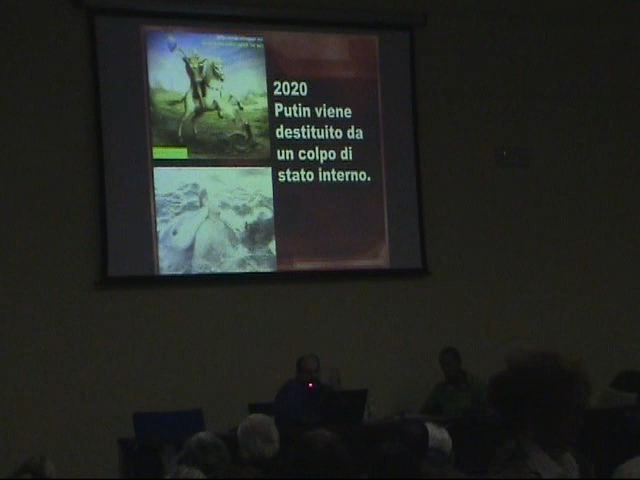 2020
Putin viene
destituito da
un colpo di
stato interno.